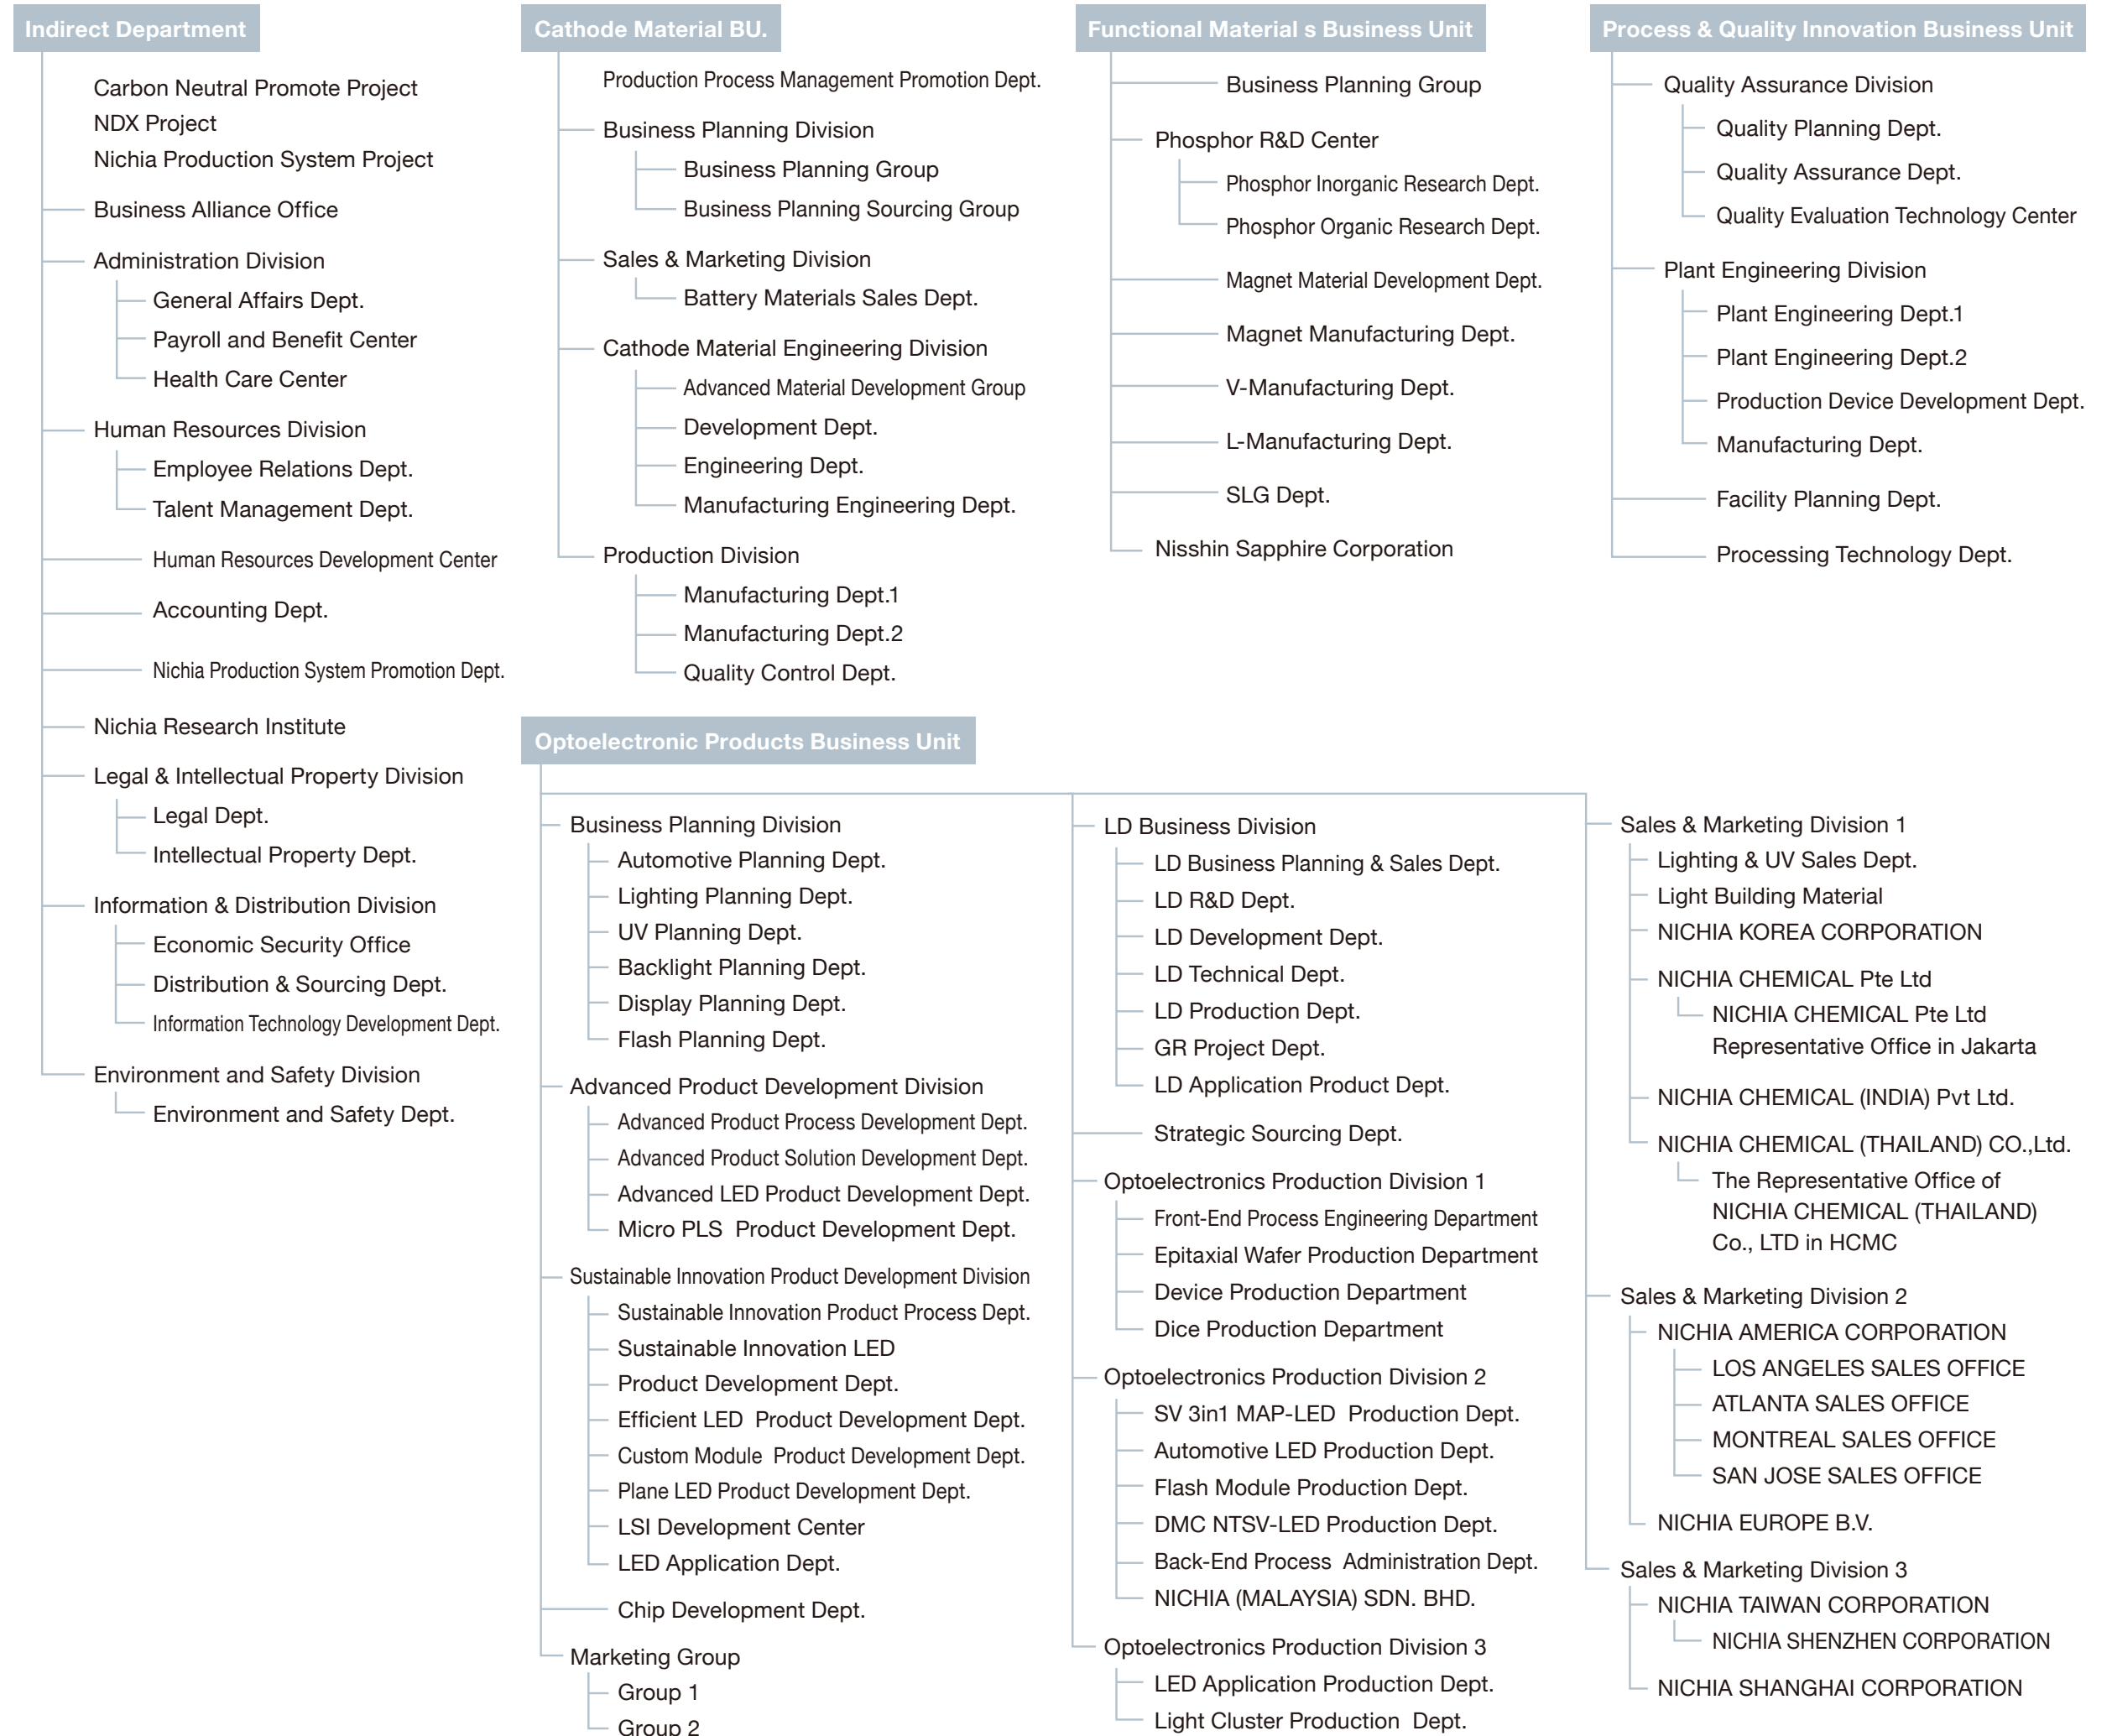 Indirect Department
Carbon Neutral Promote Project
NDX Project
Nichia Production System Project
Business Alliance Office
Administration Division
General Affairs Dept.
Payroll and Benefit Center
Health Care Center
Human Resources Division
Employee Relations Dept.
Talent Management Dept.
Human Resources Development Center
Accounting Dept.
Nichia Production System Promotion Dept.
Nichia Research Institute
Legal & Intellectual Property Division
Legal Dept.
Intellectual Property Dept.
Information & Distribution Division
Economic Security Office
Distribution & Sourcing Dept.
Information Technology Development Dept.
Environment and Safety Division
Environment and Safety Dept.
Cathode Material BU.
Production Process Management Promotion Dept.
Business Planning Division
Business Planning Group
Business Planning Sourcing Group
Sales & Marketing Division
Battery Materials Sales Dept.
Cathode Material Engineering Division
Advanced Material Development Group
Development Dept.
Engineering Dept.
Manufacturing Engineering Dept.
Production Division
Manufacturing Dept.1
Manufacturing Dept.2
Quality Control Dept.
Functional Material s Business Unit
Business Planning Group
Phosphor R&D Center
Phosphor Inorganic Research Dept.
Phosphor Organic Research Dept.
Magnet Material Development Dept.
Magnet Manufacturing Dept.
V-Manufacturing Dept.
L-Manufacturing Dept.
SLG Dept.
Nisshin Sapphire Corporation
Process & Quality Innovation Business Unit
Quality Assurance Division
Quality Planning Dept.
Quality Assurance Dept.
Quality Evaluation Technology Center
Plant Engineering Division
Plant Engineering Dept.1
Plant Engineering Dept.2
Production Device Development Dept.
Manufacturing Dept.
Facility Planning Dept.
Processing Technology Dept.
Optoelectronic Products Business Unit
Business Planning Division
Automotive Planning Dept.
Lighting Planning Dept.
UV Planning Dept.
Backlight Planning Dept.
Display Planning Dept.
Flash Planning Dept.
Advanced Product Development Division
Advanced Product Process Development Dept.
Advanced Product Solution Development Dept.
Advanced LED Product Development Dept.
Micro PLS Product Development Dept.
Sustainable Innovation Product Development Division
Sustainable Innovation Product Process Dept.
Sustainable Innovation LED
Product Development Dept.
Efficient LED Product Development Dept.
Custom Module Product Development Dept.
Plane LED Product Development Dept.
LSI Development Center
LED Application Dept.
Chip Development Dept.
Marketing Group
Group 1
Group 2
LD Business Division
LD Business Planning & Sales Dept.
LD R&D Dept.
LD Development Dept.
LD Technical Dept.
LD Production Dept.
GR Project Dept.
LD Application Product Dept.
Strategic Sourcing Dept.
Optoelectronics Production Division 1
Front-End Process Engineering Department
Epitaxial Wafer Production Department
Device Production Department
Dice Production Department
Optoelectronics Production Division 2
SV 3in1 MAP-LED Production Dept.
Automotive LED Production Dept.
Flash Module Production Dept.
DMC NTSV-LED Production Dept.
Back-End Process Administration Dept.
NICHIA (MALAYSIA) SDN. BHD.
Optoelectronics Production Division 3
LED Application Production Dept.
Light Cluster Production Dept.
Sales & Marketing Division 1
Lighting & UV Sales Dept.
Light Building Material
NICHIA KOREA CORPORATION
NICHIA CHEMICAL Pte Ltd
NICHIA CHEMICAL Pte Ltd
Representative Office in Jakarta
NICHIA CHEMICAL (INDIA) Pvt Ltd.
NICHIA CHEMICAL (THAILAND) CO.,Ltd.
The Representative Office of
NICHIA CHEMICAL (THAILAND)
Co., LTD in HCMC
Sales & Marketing Division 2
NICHIA AMERICA CORPORATION
LOS ANGELES SALES OFFICE
ATLANTA SALES OFFICE
MONTREAL SALES OFFICE
SAN JOSE SALES OFFICE
NICHIA EUROPE B.V.
Sales & Marketing Division 3
NICHIA TAIWAN CORPORATION
NICHIA SHENZHEN CORPORATION
NICHIA SHANGHAI CORPORATION